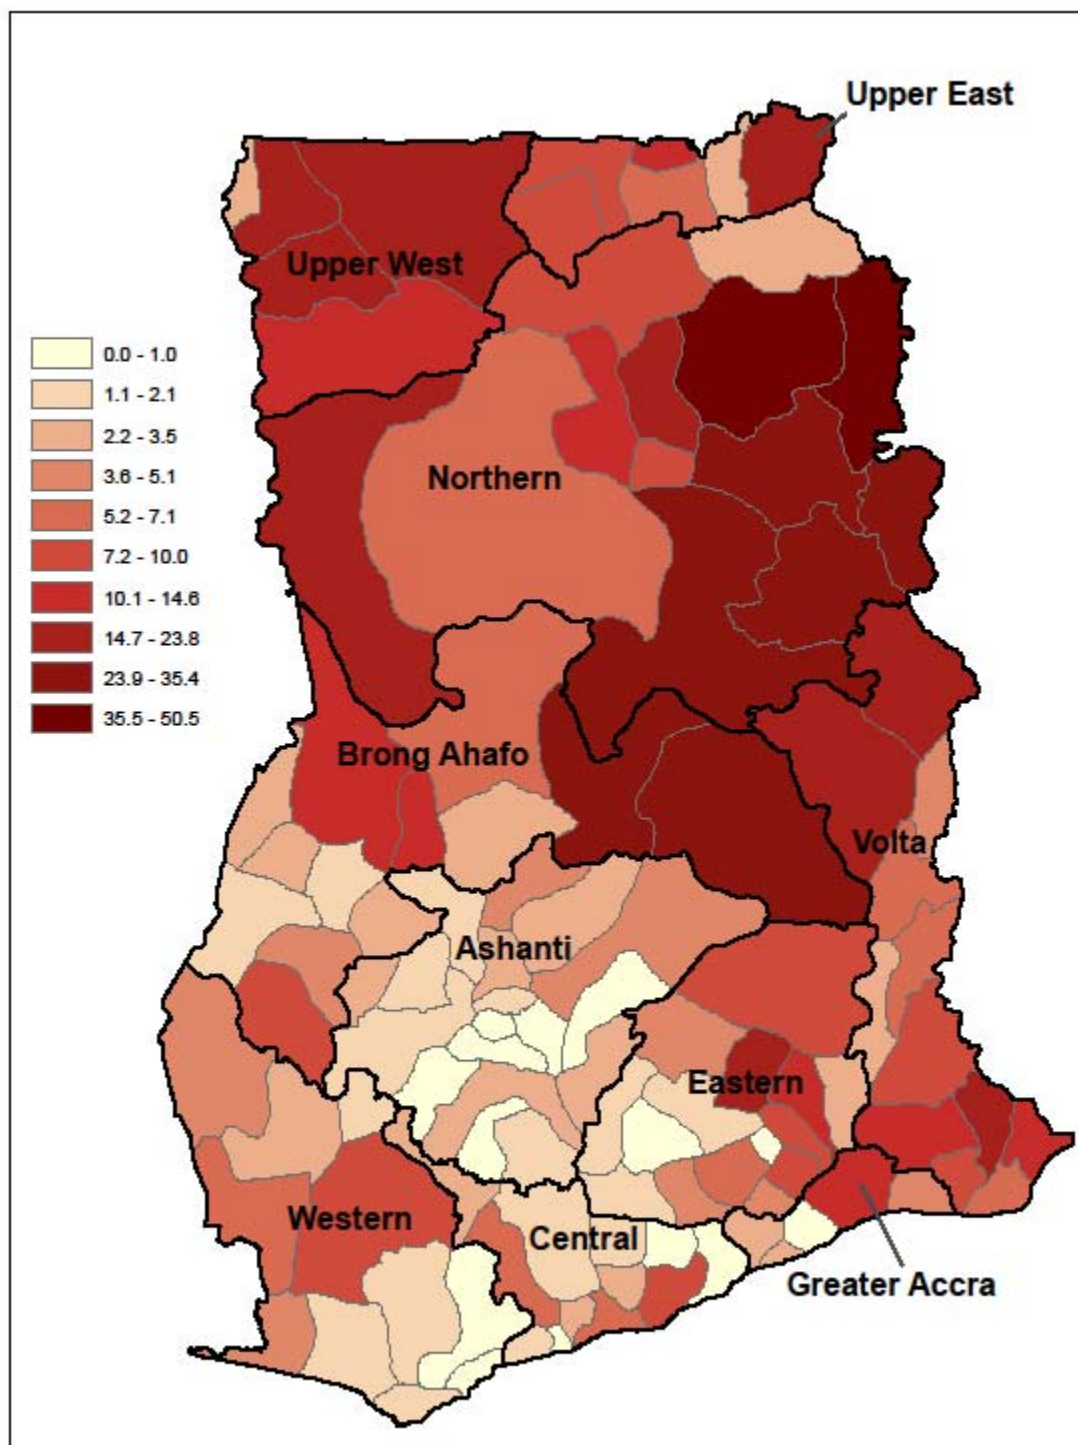 Upper East
Upper West
0.0 - 1.0
1.1 - 2.1
2.2 - 3.5
3.6 - 5.1
5.2 - 7.1
7.2 - 10.0
10.1 - 14.6
14.7 - 23.8
23.9 - 35.4
35.5 - 50.5
Northern
Brong Ahafo
Volta
Ashanti
Eastern
Western
Central
Greater Accra